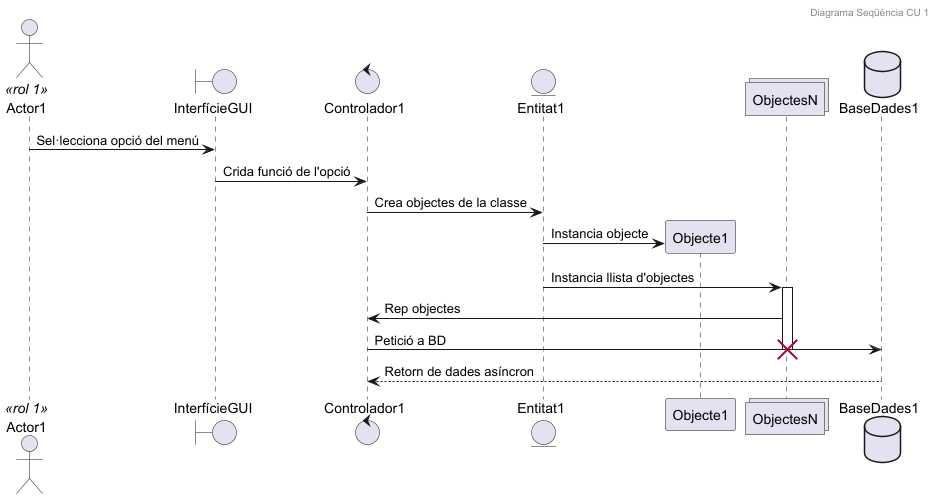 Diagrama Seqüència CU 1
«rol 1»
Actor1
InterfícieGUI
Controlador1
Entitat1
ObjectesN
BaseDades1
Sel·lecciona opció del menú
Crida funció de l'opció
Crea objectes de la classe
Instancia objecte
Objecte1
Instancia llista d'objectes
Rep objectes
Petició a BD
Retorn de dades asíncron
«rol 1»
Actor1
InterfícieGUI
Controlador1
Entitat1
Objecte1
ObjectesN
BaseDades1